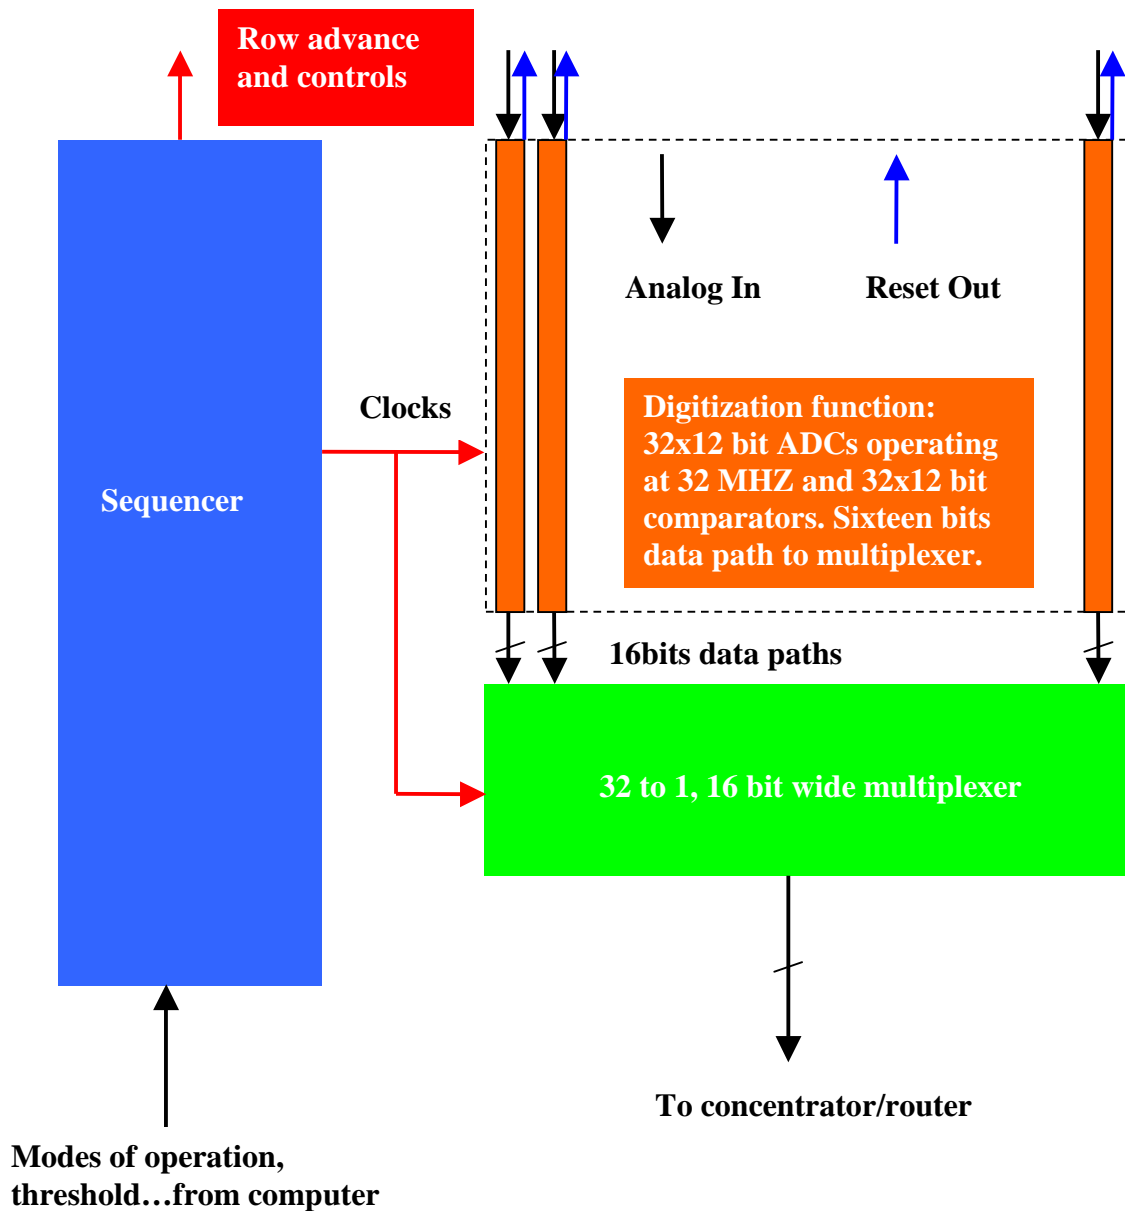 Row advance
and controls
Analog In
Reset Out
Clocks
Digitization function:
32x12 bit ADCs operating
at 32 MHZ and 32x12 bit
comparators. Sixteen bits
data path to multiplexer.
Sequencer
16bits data paths
32 to 1, 16 bit wide multiplexer
To concentrator/router
Modes of operation,
threshold…from computer